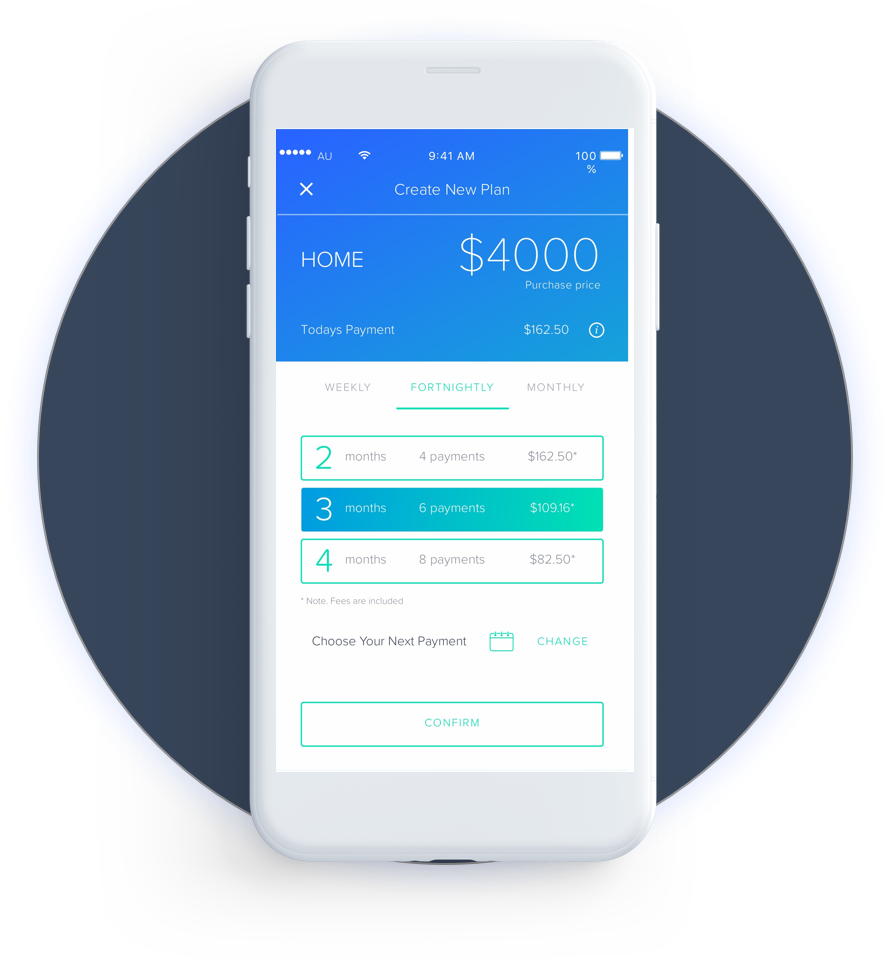 AU 9:41 AM 100
%
Create New Plan
HOME $4000
Purchase price
Todays Payment $162.50 i
WEEKLY FORTNIGHTLY MONTHLY
2 months 4 payments $162.50*
3 months 6 payments $109.16*
4 months 8 payments $82.50*
* Note. Fees are included
Choose Your Next Payment CHANGE
CONFIRM